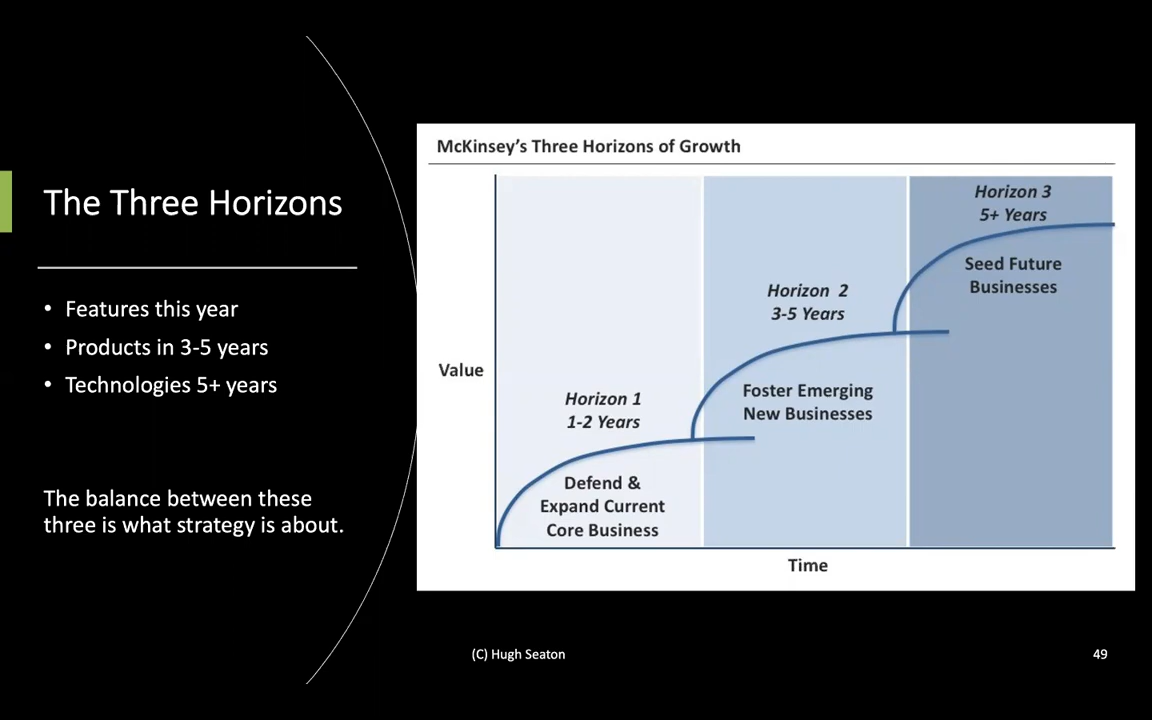 The Three Horizons
• Features this year
• Products in 3-5 years
• Technologies 5+ years
The balance between these
three is what strategy is about.
McKinsey’s Three Horizons of Growth
Value
Horizon 1
1-2 Years
Defend &
Expand Current
Core Business
Horizon 2
3-5 Years
Foster Emerging
New Businesses
Horizon 3
5+ Years
Seed Future
Businesses
Time
(C) Hugh Seaton
49